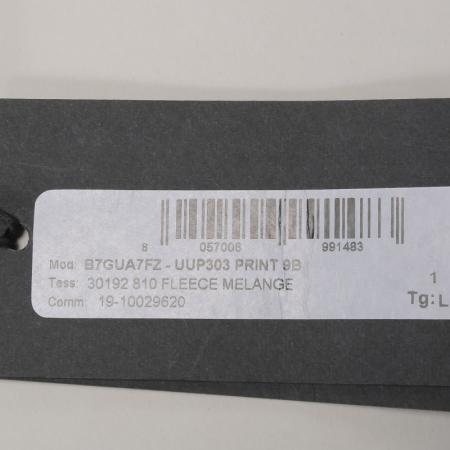 8 057008 991483
Mod: B7GUA7FZ - UUP303 PRINT 9B
Tess: 30192 810 FLEECE MELANGE
Comm: 19-10029620
1
Tg: L